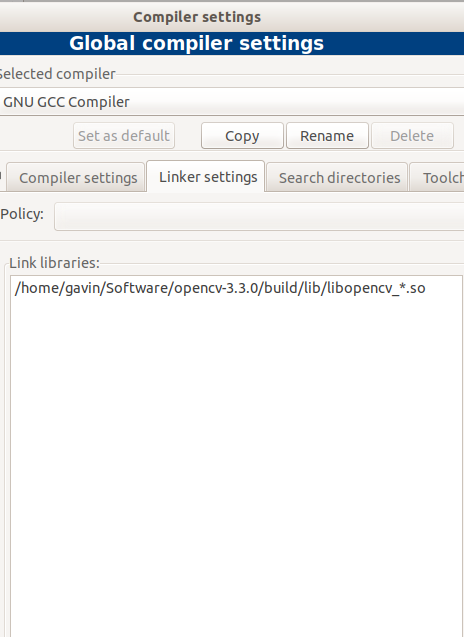 Compiler settings
Global compiler settings
Selected compiler
GNU GCC Compiler
Set as default Copy Rename Delete
Compiler settings Linker settings Search directories Toolch
Policy:
Link libraries:
/home/gavin/Software/opencv-3.3.0/build/lib/libopencv_*.so